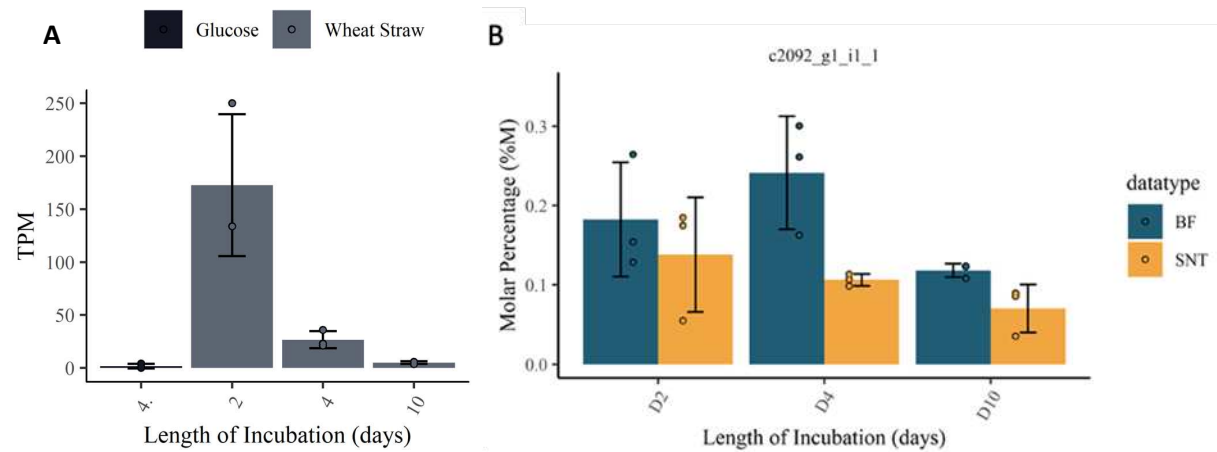 A
Glucose
Wheat Straw
TPM
250
200
150
100
50
0
4.
2
4
10
Length of Incubation (days)
B
c2092_g1_i1_1
Molar Percentage (%M)
0.3
0.2
0.1
0.0
D2
D4
D10
Length of Incubation (days)
datatype
BF
SNT